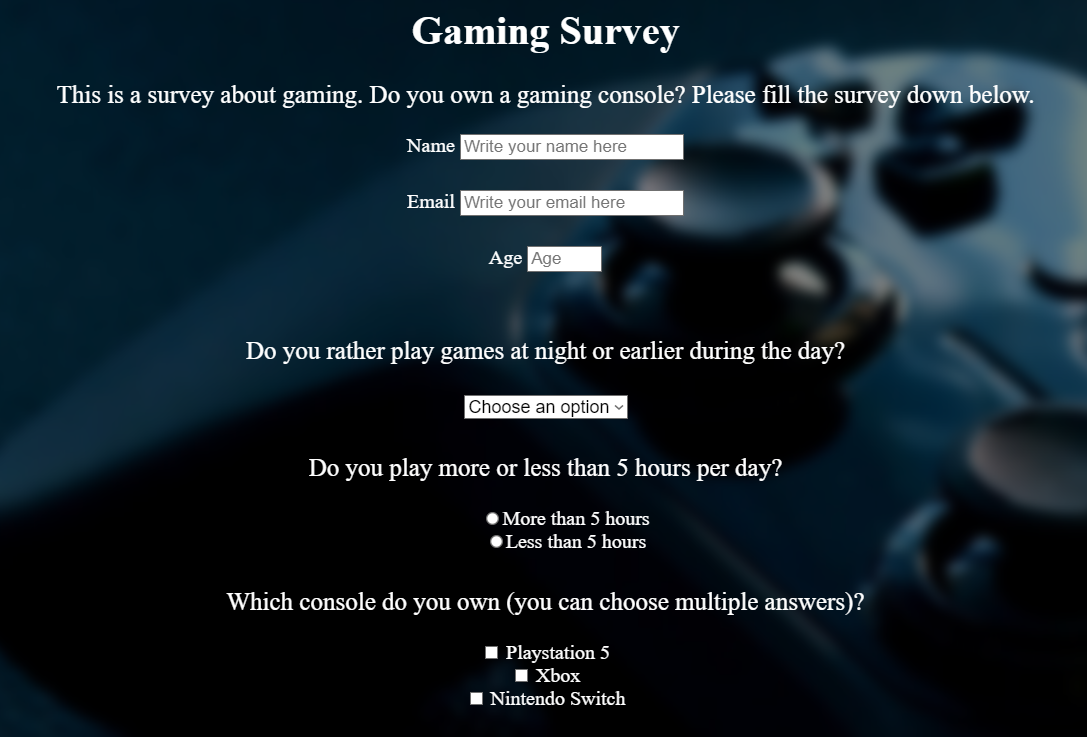 Gaming Survey
This is a survey about gaming. Do you own a gaming console? Please fill the survey down below.
Name Write your name here
Email Write your email here
Age Age
Do you rather play games at night or earlier during the day?
Choose an option
Do you play more or less than 5 hours per day?
More than 5 hours
Less than 5 hours
Which console do you own (you can choose multiple answers)?
Playstation 5
Xbox
Nintendo Switch